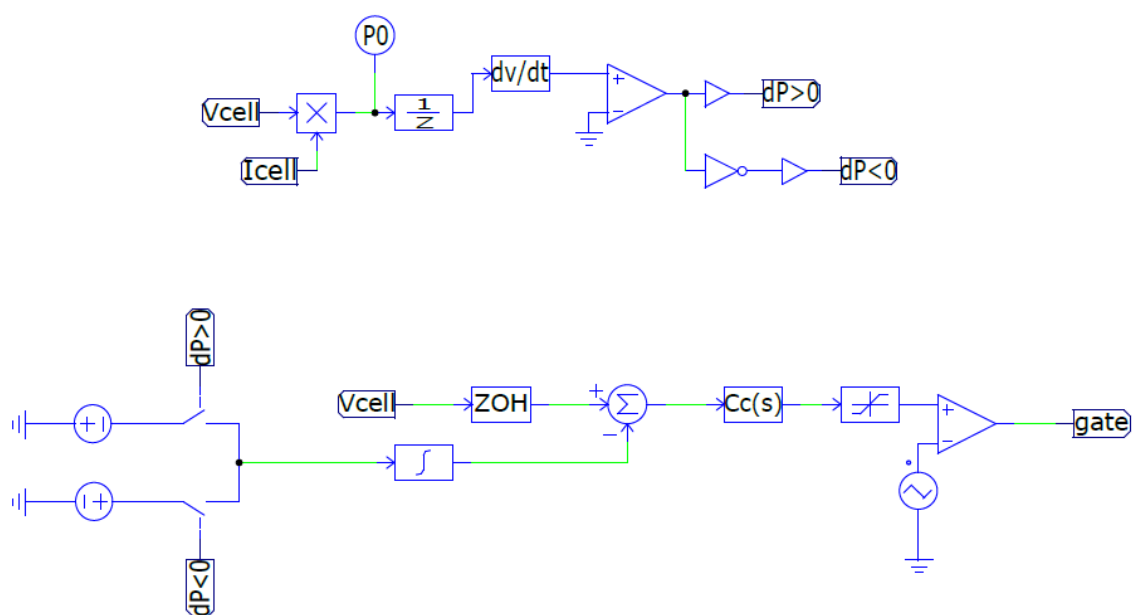 P0
Vcell
×
1
Z
dv/dt
+
−
dP>0
Icell
dP<0
dP>0
Vcell
ZOH
+
Σ
−
Cc(s)
+
−
gate
+−
∫
−+
dP<0